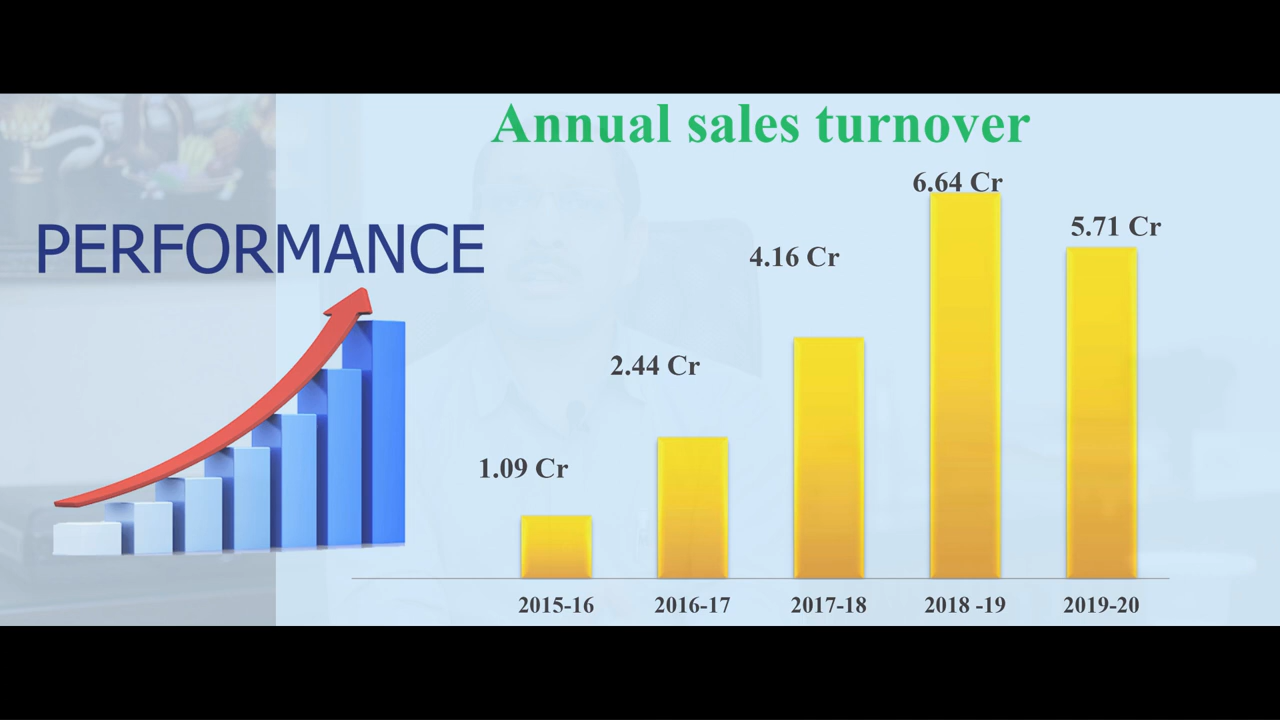 Annual sales turnover
PERFORMANCE
6.64 Cr
5.71 Cr
4.16 Cr
2.44 Cr
1.09 Cr
2015-16 2016-17 2017-18 2018 -19 2019-20